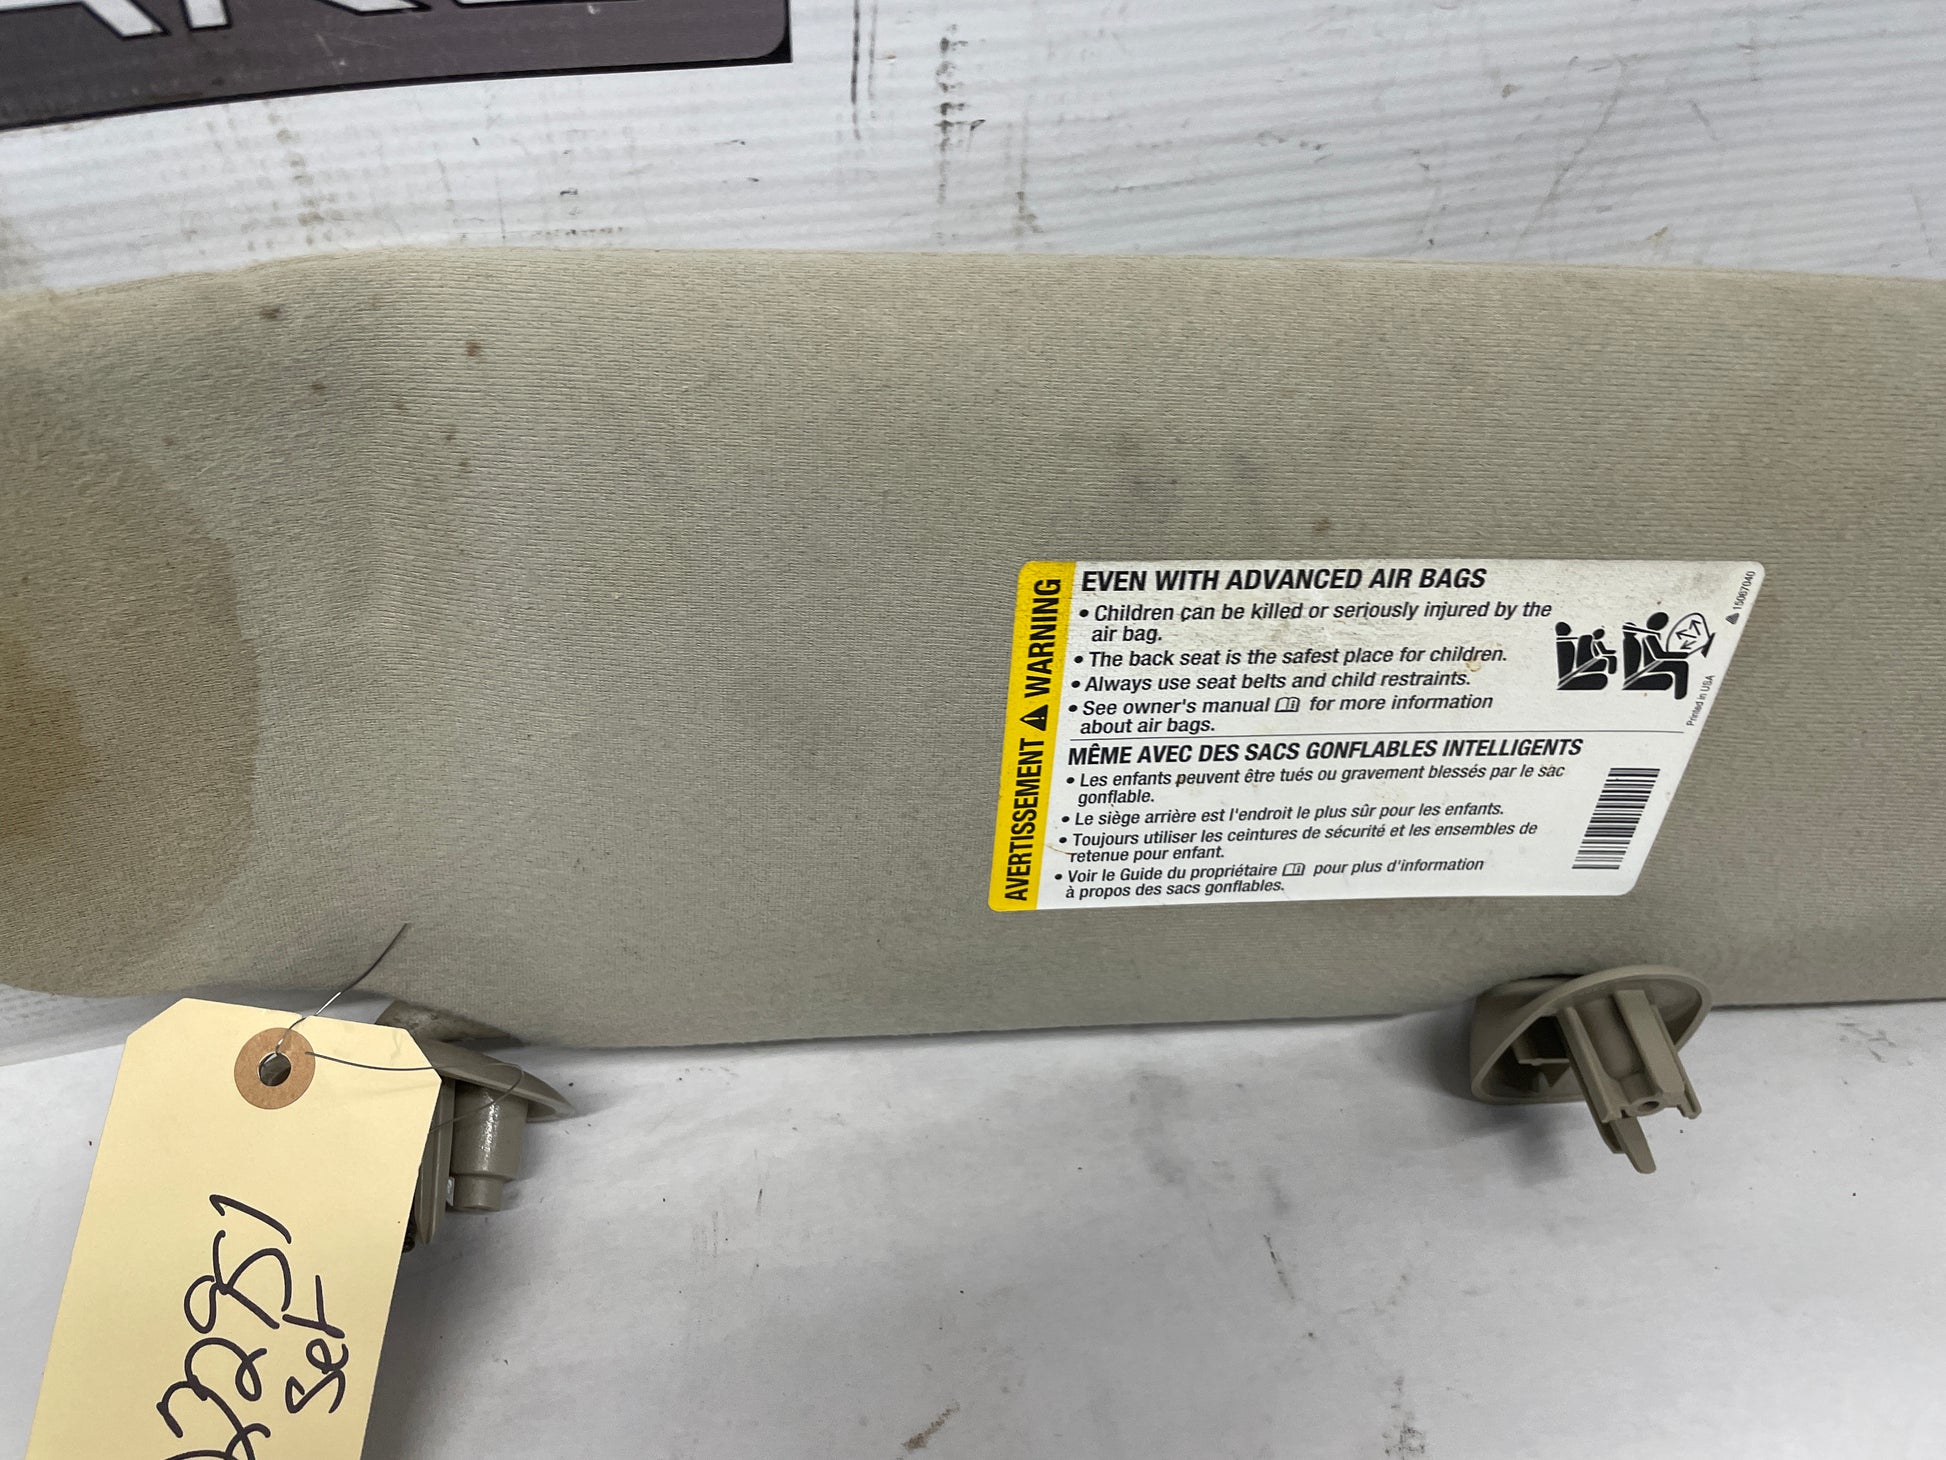 EVEN WITH ADVANCED AIR BAGS
• Children can be killed or seriously injured by the
air bag.
• The back seat is the safest place for children.
• Always use seat belts and child restraints.
• See owner's manual for more information
about air bags.
MÊME AVEC DES SACS GONFLABLES INTELLIGENTS
• Les enfants peuvent être tués ou gravement blessés par le sac
gonflable.
• Le siège arrière est l'endroit le plus sûr pour les enfants.
• Toujours utiliser les ceintures de sécurité et les ensembles de
retenue pour enfant.
• Voir le Guide du propriétaire pour plus d'information
à propos des sacs gonflables.
AVERTISSEMENT ⚠ WARNING
15067040
Printed in USA
Set